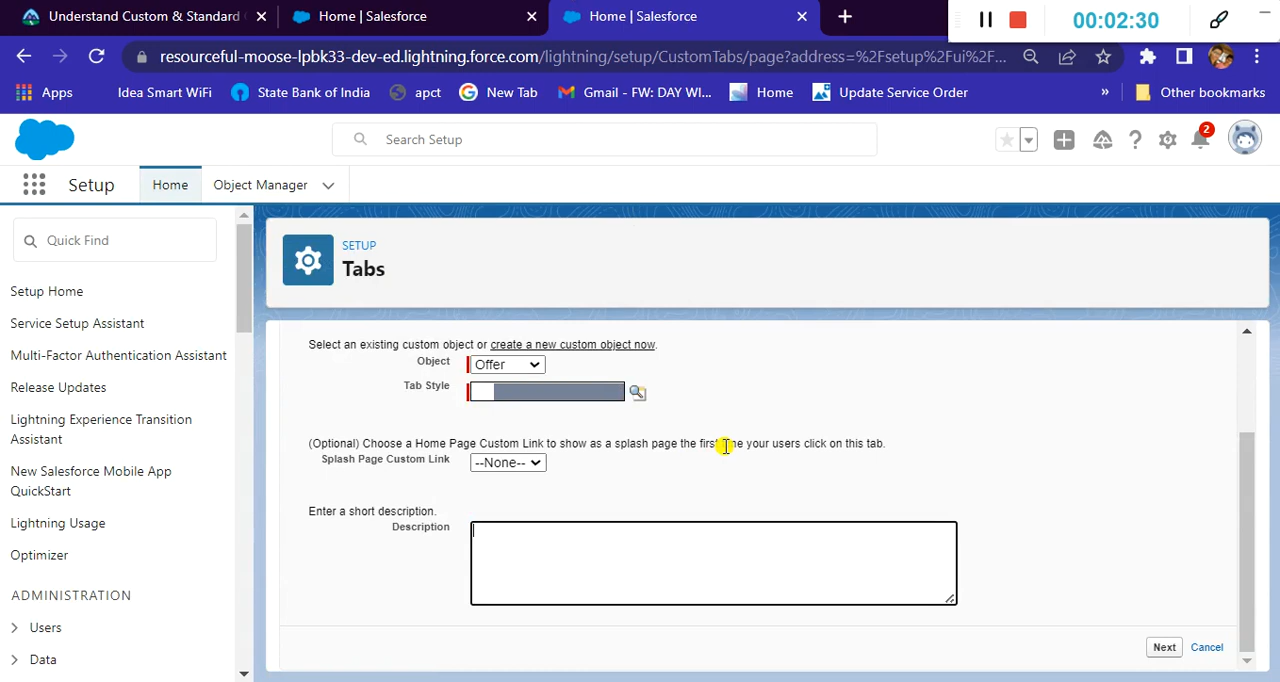 Understand Custom & Standard
Home | Salesforce
Home | Salesforce
00:02:30
resourceful-moose-lpbk33-dev-ed.lightning.force.com/lightning/setup/CustomTabs/page?address=%2Fsetup%2Fui%2F...
Apps
Idea Smart WiFi
State Bank of India
apct
New Tab
Gmail - FW: DAY WI...
Home
Update Service Order
»
Other bookmarks
Search Setup
2
Setup
Home
Object Manager
Quick Find
SETUP
Tabs
Setup Home
Service Setup Assistant
Multi-Factor Authentication Assistant
Release Updates
Lightning Experience Transition
Assistant
New Salesforce Mobile App
QuickStart
Lightning Usage
Optimizer
ADMINISTRATION
Users
Data
Select an existing custom object or create a new custom object now.
Object
Offer
Tab Style
(Optional) Choose a Home Page Custom Link to show as a splash page the first time your users click on this tab.
Splash Page Custom Link
--None--
Enter a short description.
Description
Next
Cancel